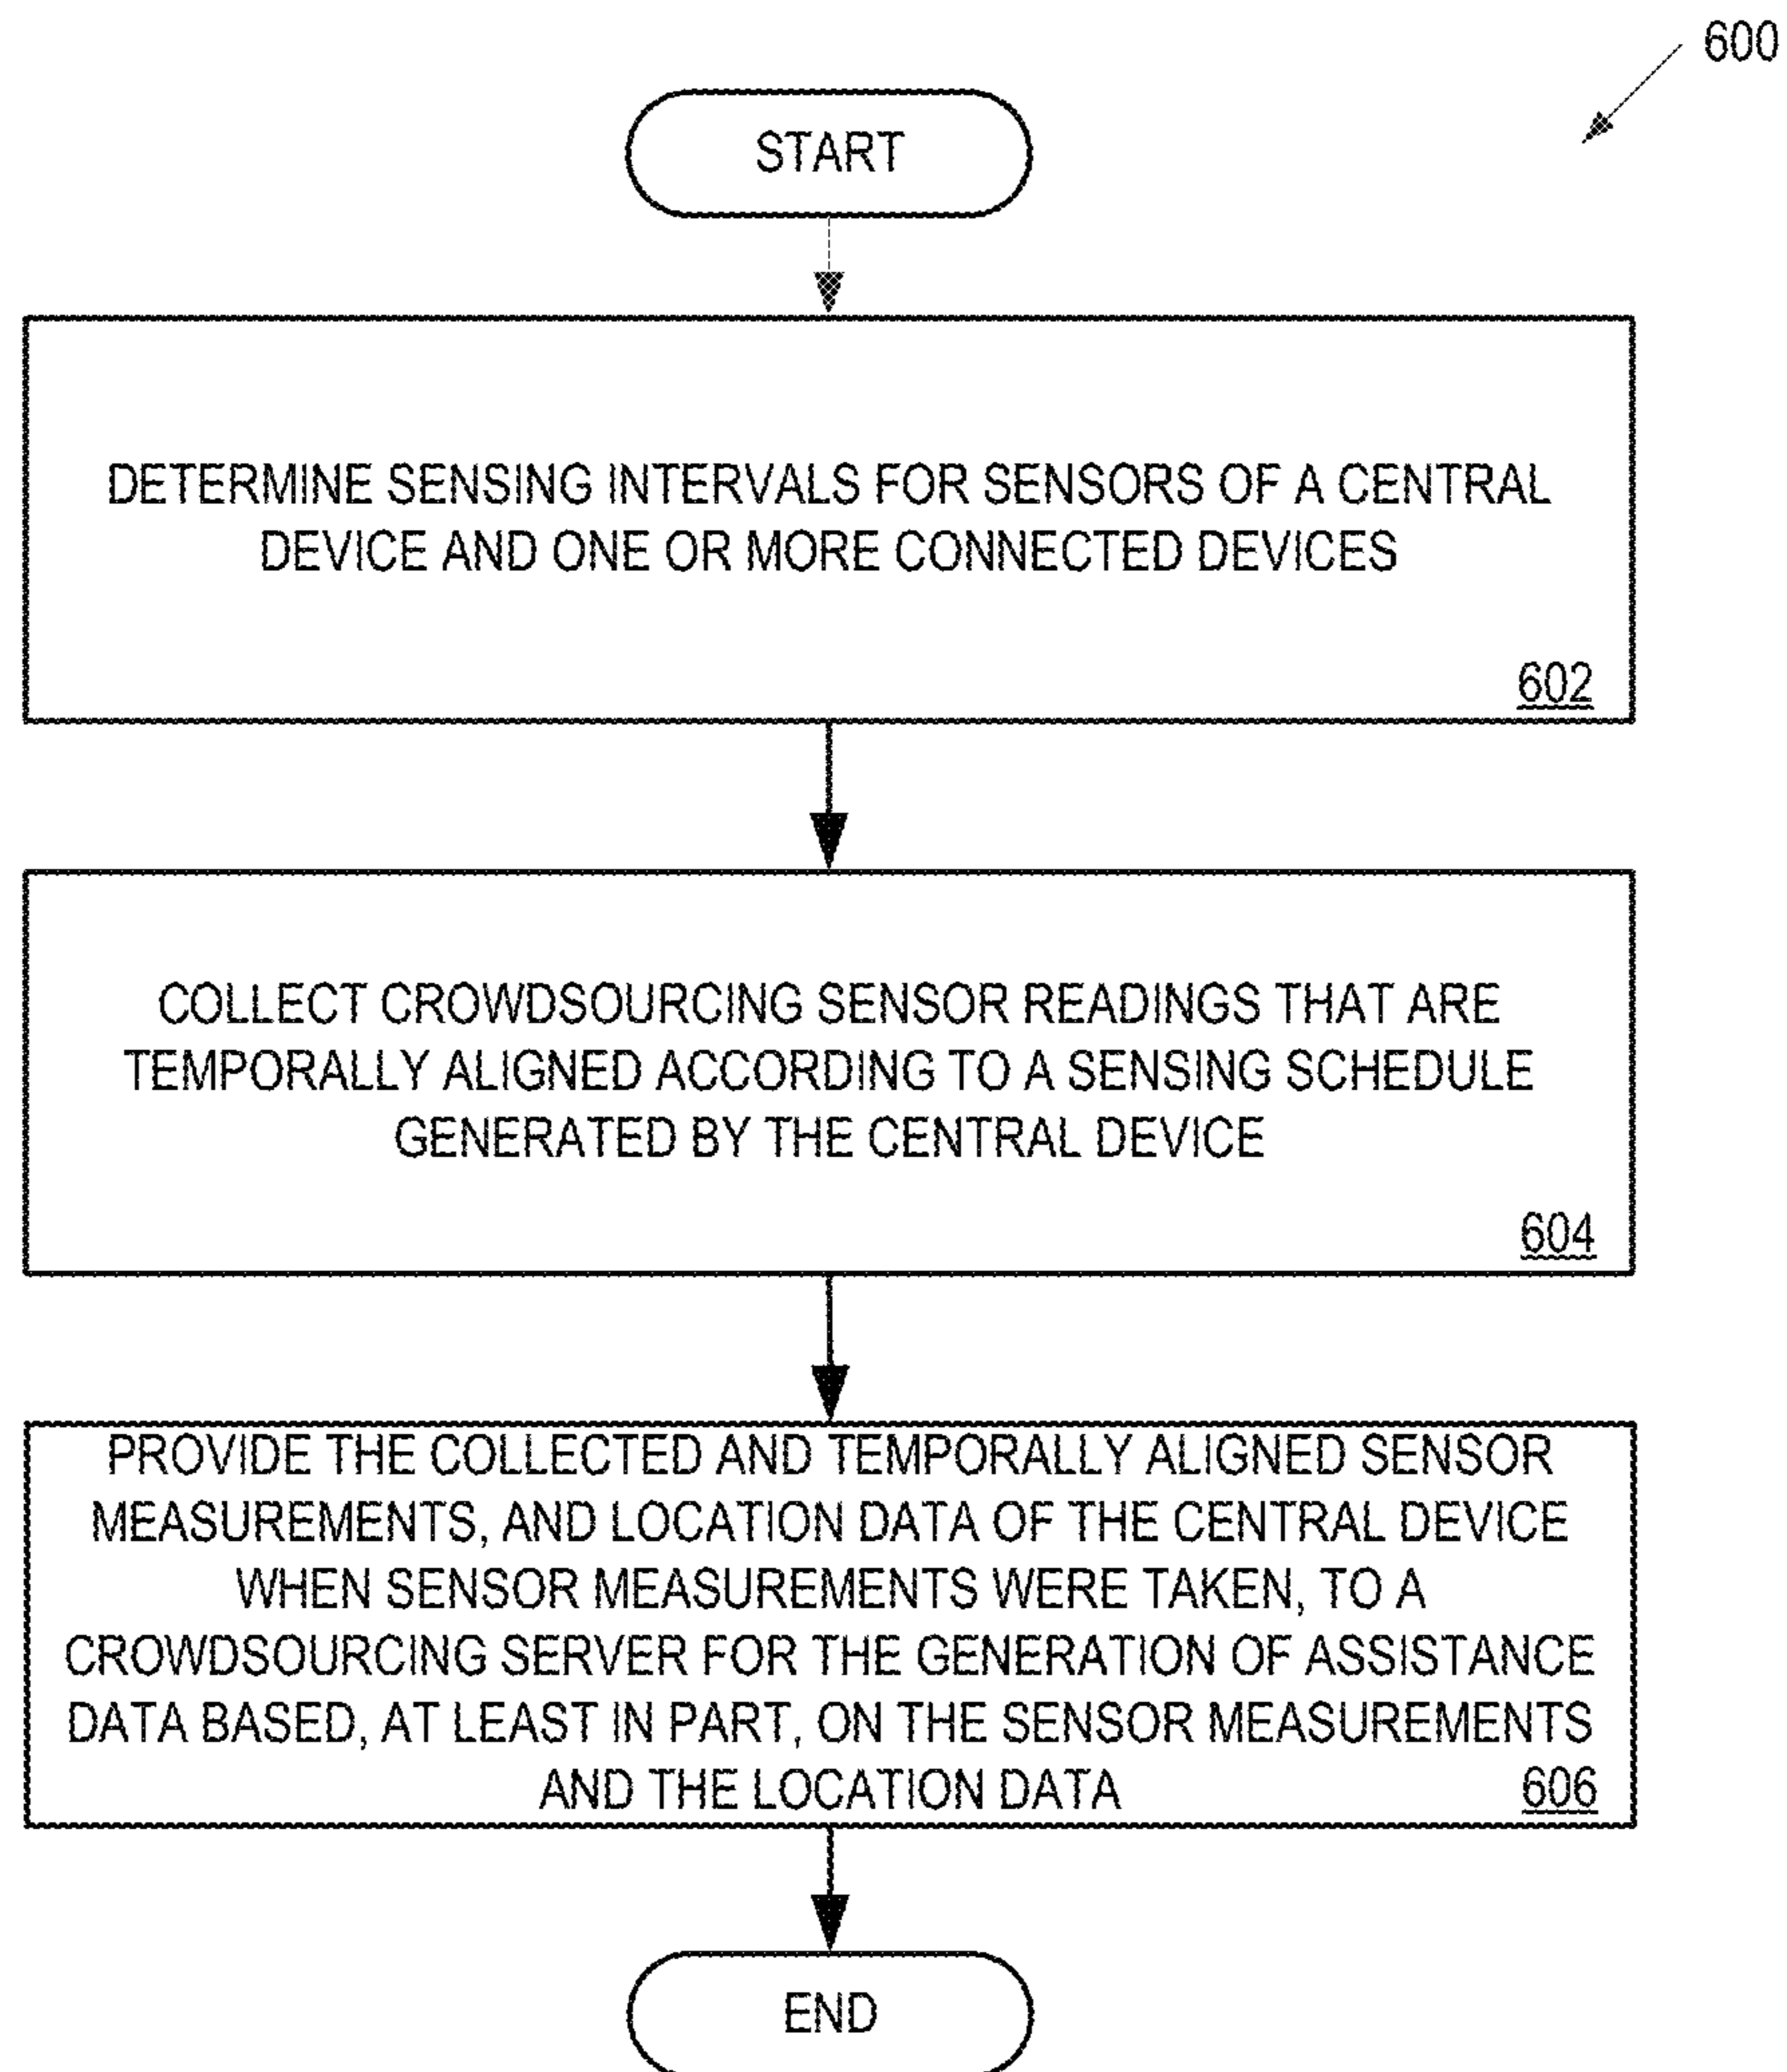 600
START
DETERMINE SENSING INTERVALS FOR SENSORS OF A CENTRAL
DEVICE AND ONE OR MORE CONNECTED DEVICES
602
COLLECT CROWDSOURCING SENSOR READINGS THAT ARE
TEMPORALLY ALIGNED ACCORDING TO A SENSING SCHEDULE
GENERATED BY THE CENTRAL DEVICE
604
PROVIDE THE COLLECTED AND TEMPORALLY ALIGNED SENSOR
MEASUREMENTS, AND LOCATION DATA OF THE CENTRAL DEVICE
WHEN SENSOR MEASUREMENTS WERE TAKEN, TO A
CROWDSOURCING SERVER FOR THE GENERATION OF ASSISTANCE
DATA BASED, AT LEAST IN PART, ON THE SENSOR MEASUREMENTS
AND THE LOCATION DATA
606
END